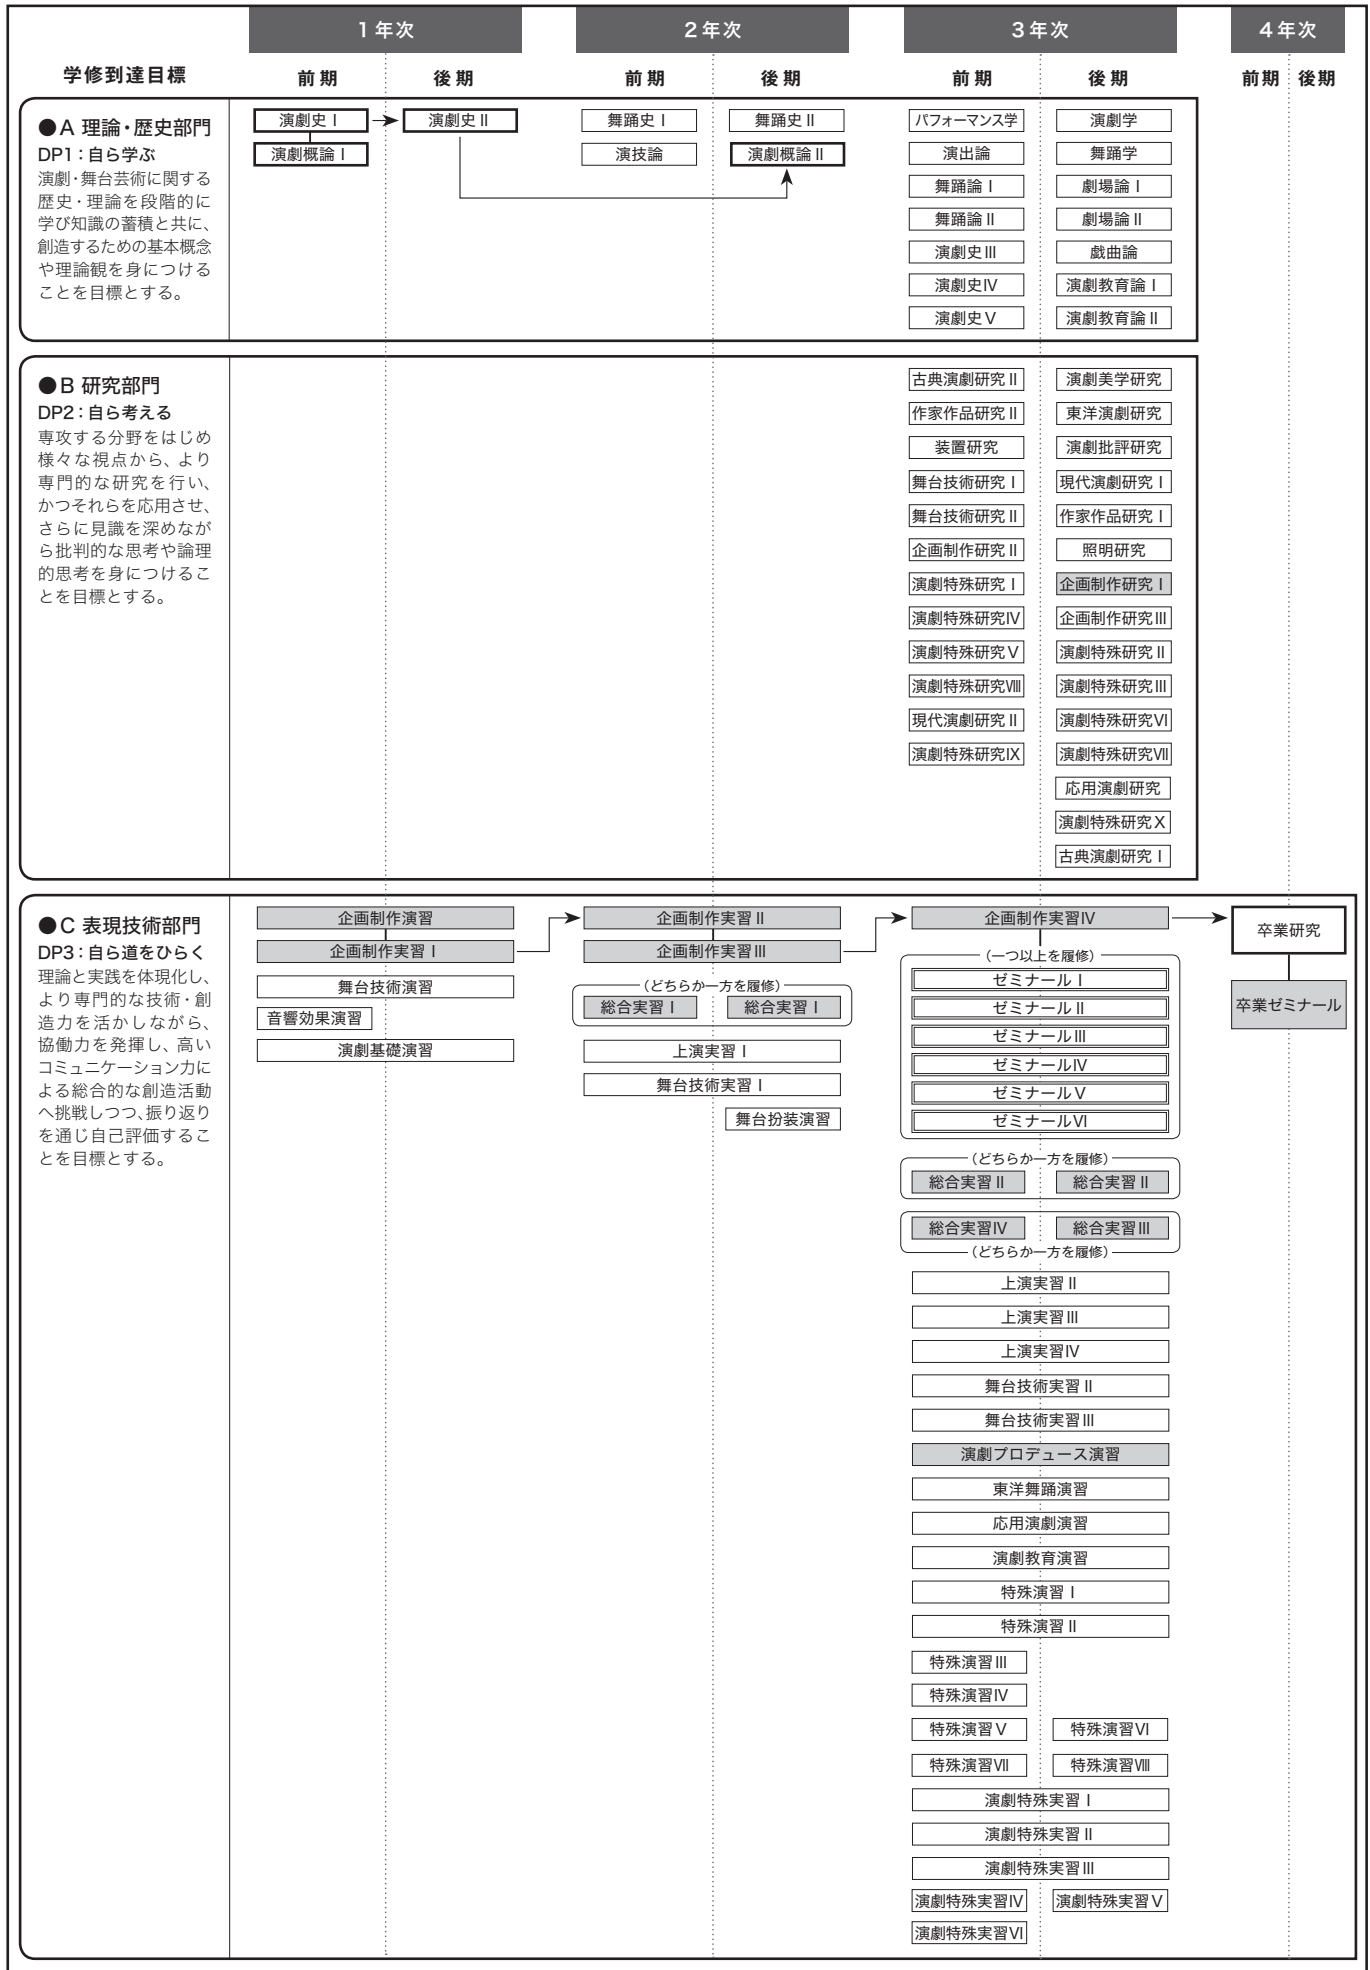 1年次
2年次
3年次
4年次
学修到達目標
前期
後期
前期
後期
前期
後期
前期
後期
●A 理論・歴史部門
DP1：自ら学ぶ
演劇・舞台芸術に関する
歴史・理論を段階的に
学び知識の蓄積と共に、
創造するための基本概念
や理論観を身につける
ことを目標とする。
演劇史Ⅰ
演劇史Ⅱ
舞踊史Ⅰ
舞踊史Ⅱ
パフォーマンス学
演劇学
演劇概論Ⅰ
演技論
演劇概論Ⅱ
演出論
舞踊学
舞踊論Ⅰ
劇場論Ⅰ
舞踊論Ⅱ
劇場論Ⅱ
演劇史Ⅲ
戯曲論
演劇史Ⅳ
演劇教育論Ⅰ
演劇史Ⅴ
演劇教育論Ⅱ
●B 研究部門
DP2：自ら考える
専攻する分野をはじめ
様々な視点から、より
専門的な研究を行い、
かつそれらを応用させ、
さらに見識を深めなが
ら批判的な思考や論理
的思考を身につけるこ
とを目標とする。
古典演劇研究Ⅱ
演劇美学研究
作家作品研究Ⅱ
東洋演劇研究
装置研究
演劇批評研究
舞台技術研究Ⅰ
現代演劇研究Ⅰ
舞台技術研究Ⅱ
作家作品研究Ⅰ
企画制作研究Ⅱ
照明研究
演劇特殊研究Ⅰ
企画制作研究Ⅰ
演劇特殊研究Ⅳ
企画制作研究Ⅲ
演劇特殊研究Ⅴ
演劇特殊研究Ⅱ
演劇特殊研究Ⅷ
演劇特殊研究Ⅲ
現代演劇研究Ⅱ
演劇特殊研究Ⅵ
演劇特殊研究Ⅸ
演劇特殊研究Ⅶ
応用演劇研究
演劇特殊研究Ⅹ
古典演劇研究Ⅰ
●C 表現技術部門
DP3：自ら道をひらく
理論と実践を体現化し、
より専門的な技術・創
造力を活かしながら、
協働力を発揮し、高い
コミュニケーション力に
よる総合的な創造活動
へ挑戦しつつ、振り返り
を通じ自己評価するこ
とを目標とする。
企画制作演習
企画制作実習Ⅰ
舞台技術演習
音響効果演習
演劇基礎演習
企画制作実習Ⅱ
企画制作実習Ⅲ
(どちらか一方を履修)
総合実習Ⅰ
総合実習Ⅰ
上演実習Ⅰ
舞台技術実習Ⅰ
舞台扮装演習
企画制作実習Ⅳ
(一つ以上を履修)
ゼミナールⅠ
ゼミナールⅡ
ゼミナールⅢ
ゼミナールⅣ
ゼミナールⅤ
ゼミナールⅥ
(どちらか一方を履修)
総合実習Ⅱ
総合実習Ⅱ
総合実習Ⅳ
総合実習Ⅲ
(どちらか一方を履修)
上演実習Ⅱ
上演実習Ⅲ
上演実習Ⅳ
舞台技術実習Ⅱ
舞台技術実習Ⅲ
演劇プロデュース演習
東洋舞踊演習
応用演劇演習
演劇教育演習
特殊演習Ⅰ
特殊演習Ⅱ
特殊演習Ⅲ
特殊演習Ⅳ
特殊演習Ⅴ
特殊演習Ⅵ
特殊演習Ⅶ
特殊演習Ⅷ
演劇特殊実習Ⅰ
演劇特殊実習Ⅱ
演劇特殊実習Ⅲ
演劇特殊実習Ⅳ
演劇特殊実習Ⅴ
演劇特殊実習Ⅵ
卒業研究
卒業ゼミナール